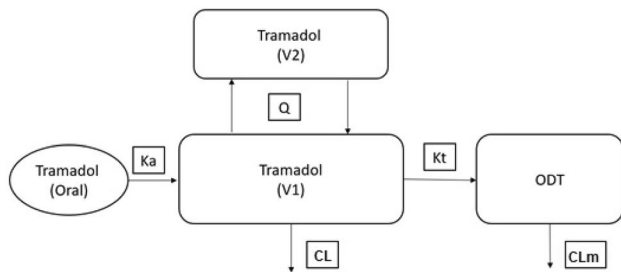 Tramadol
(V2)
Q
Tramadol
(Oral)
Ka
Tramadol
(V1)
Kt
ODT
CL
CLm